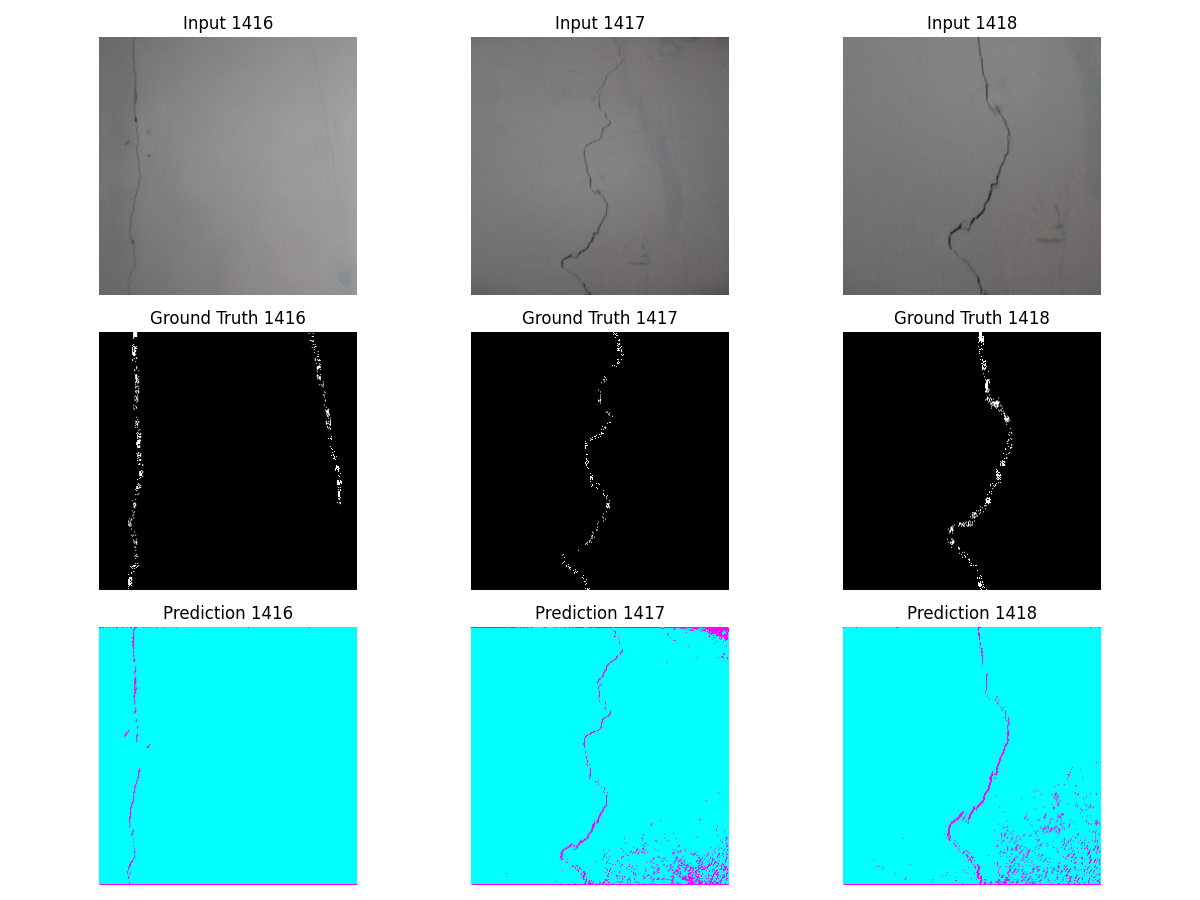 Input 1416
Input 1417
Input 1418
Ground Truth 1416
Ground Truth 1417
Ground Truth 1418
Prediction 1416
Prediction 1417
Prediction 1418